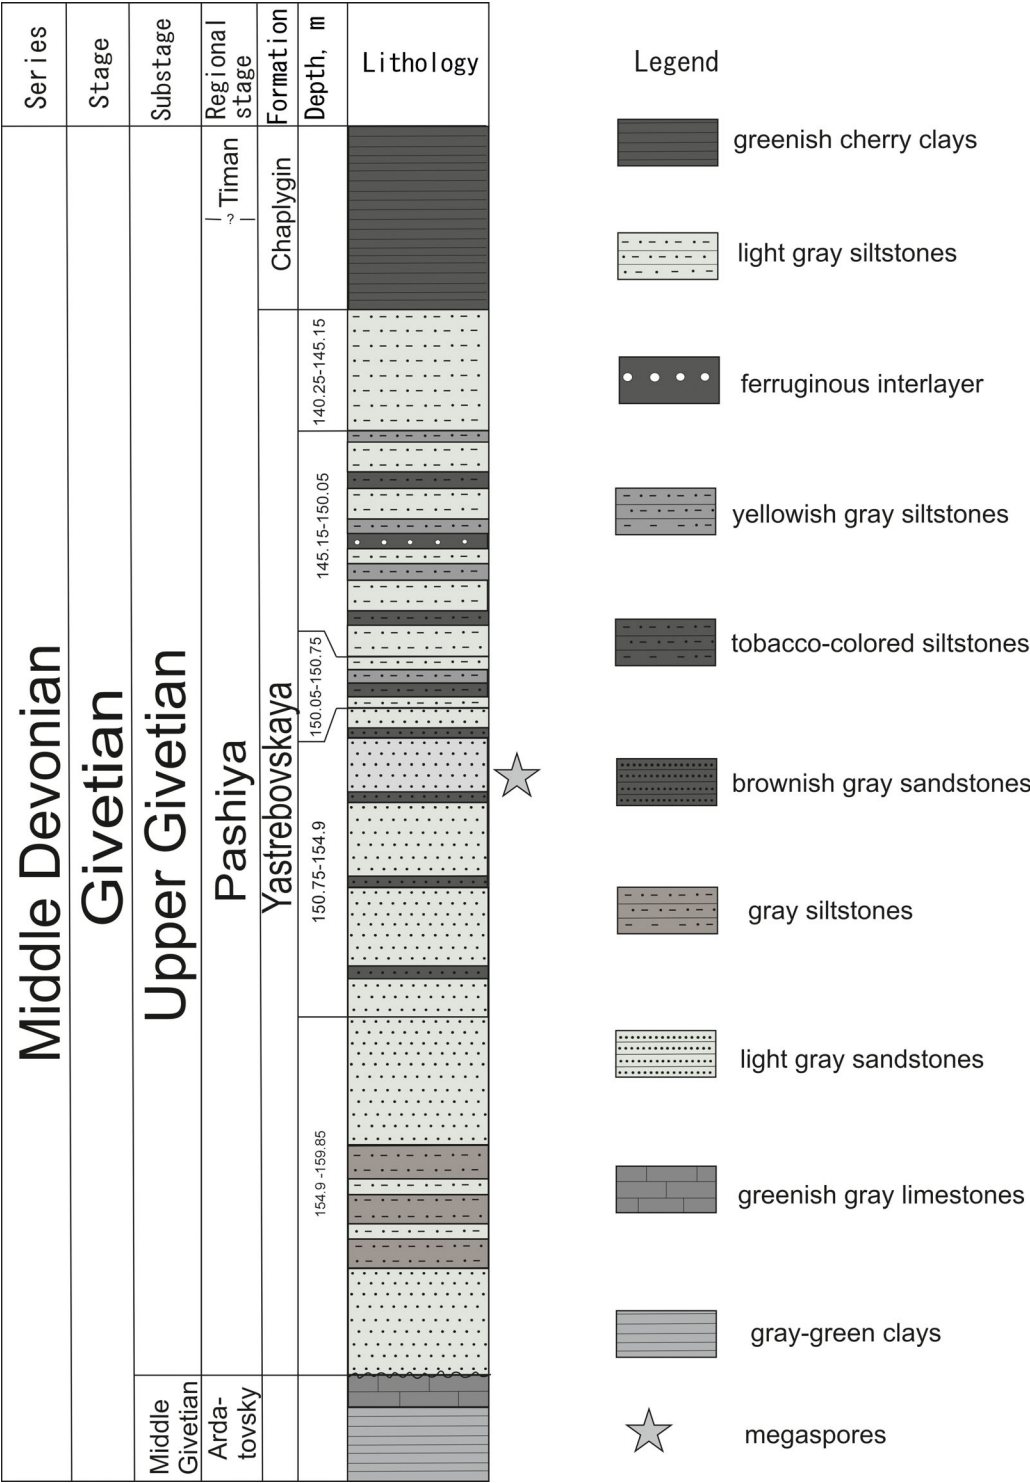 Series
Stage
Substage
Regional
stage
Formation
Depth, m
Lithology
Middle Devonian
Givetian
Upper Givetian
Middle
Givetian
Timan
?
Pashiya
Arda-
tovsky
Chaplygin
Yastrebovskaya
140.25-145.15
145.15-150.05
150.05-150.75
150.75-154.9
154.9 -159.85
Legend
greenish cherry clays
light gray siltstones
ferruginous interlayer
yellowish gray siltstones
tobacco-colored siltstones
brownish gray sandstones
gray siltstones
light gray sandstones
greenish gray limestones
gray-green clays
megaspores